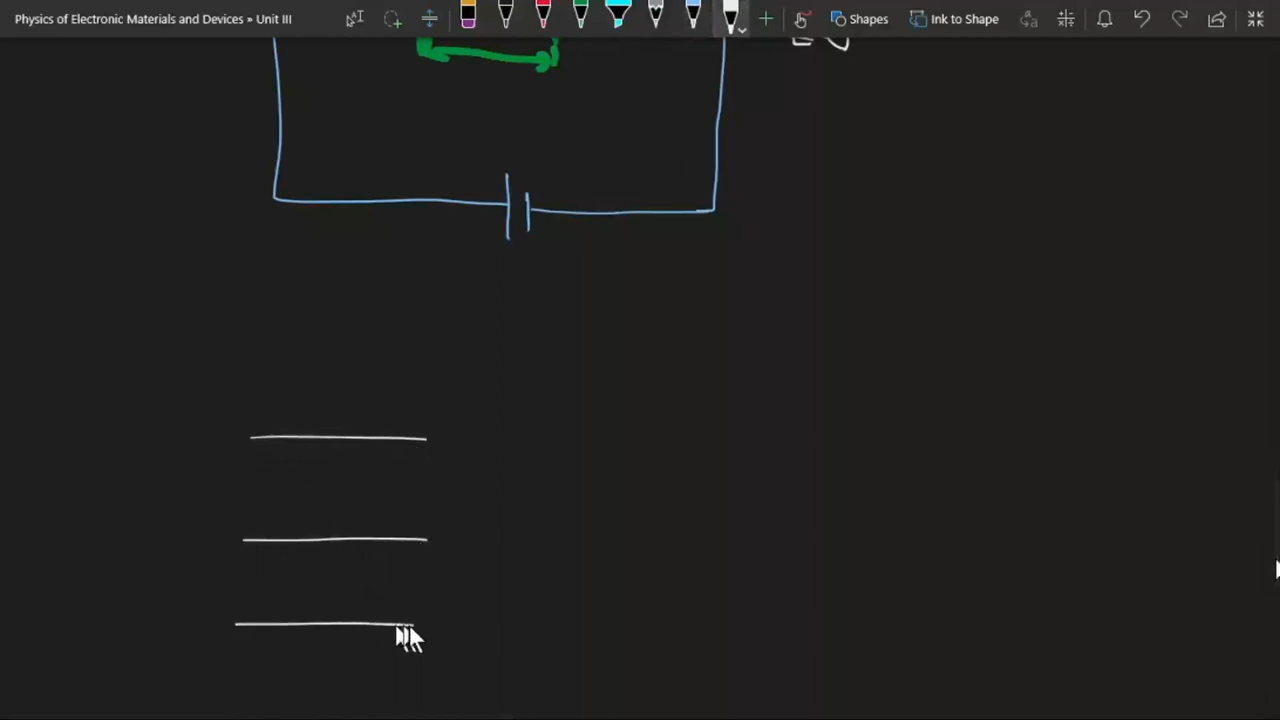 Physics of Electronic Materials and Devices » Unit III
Shapes
Ink to Shape